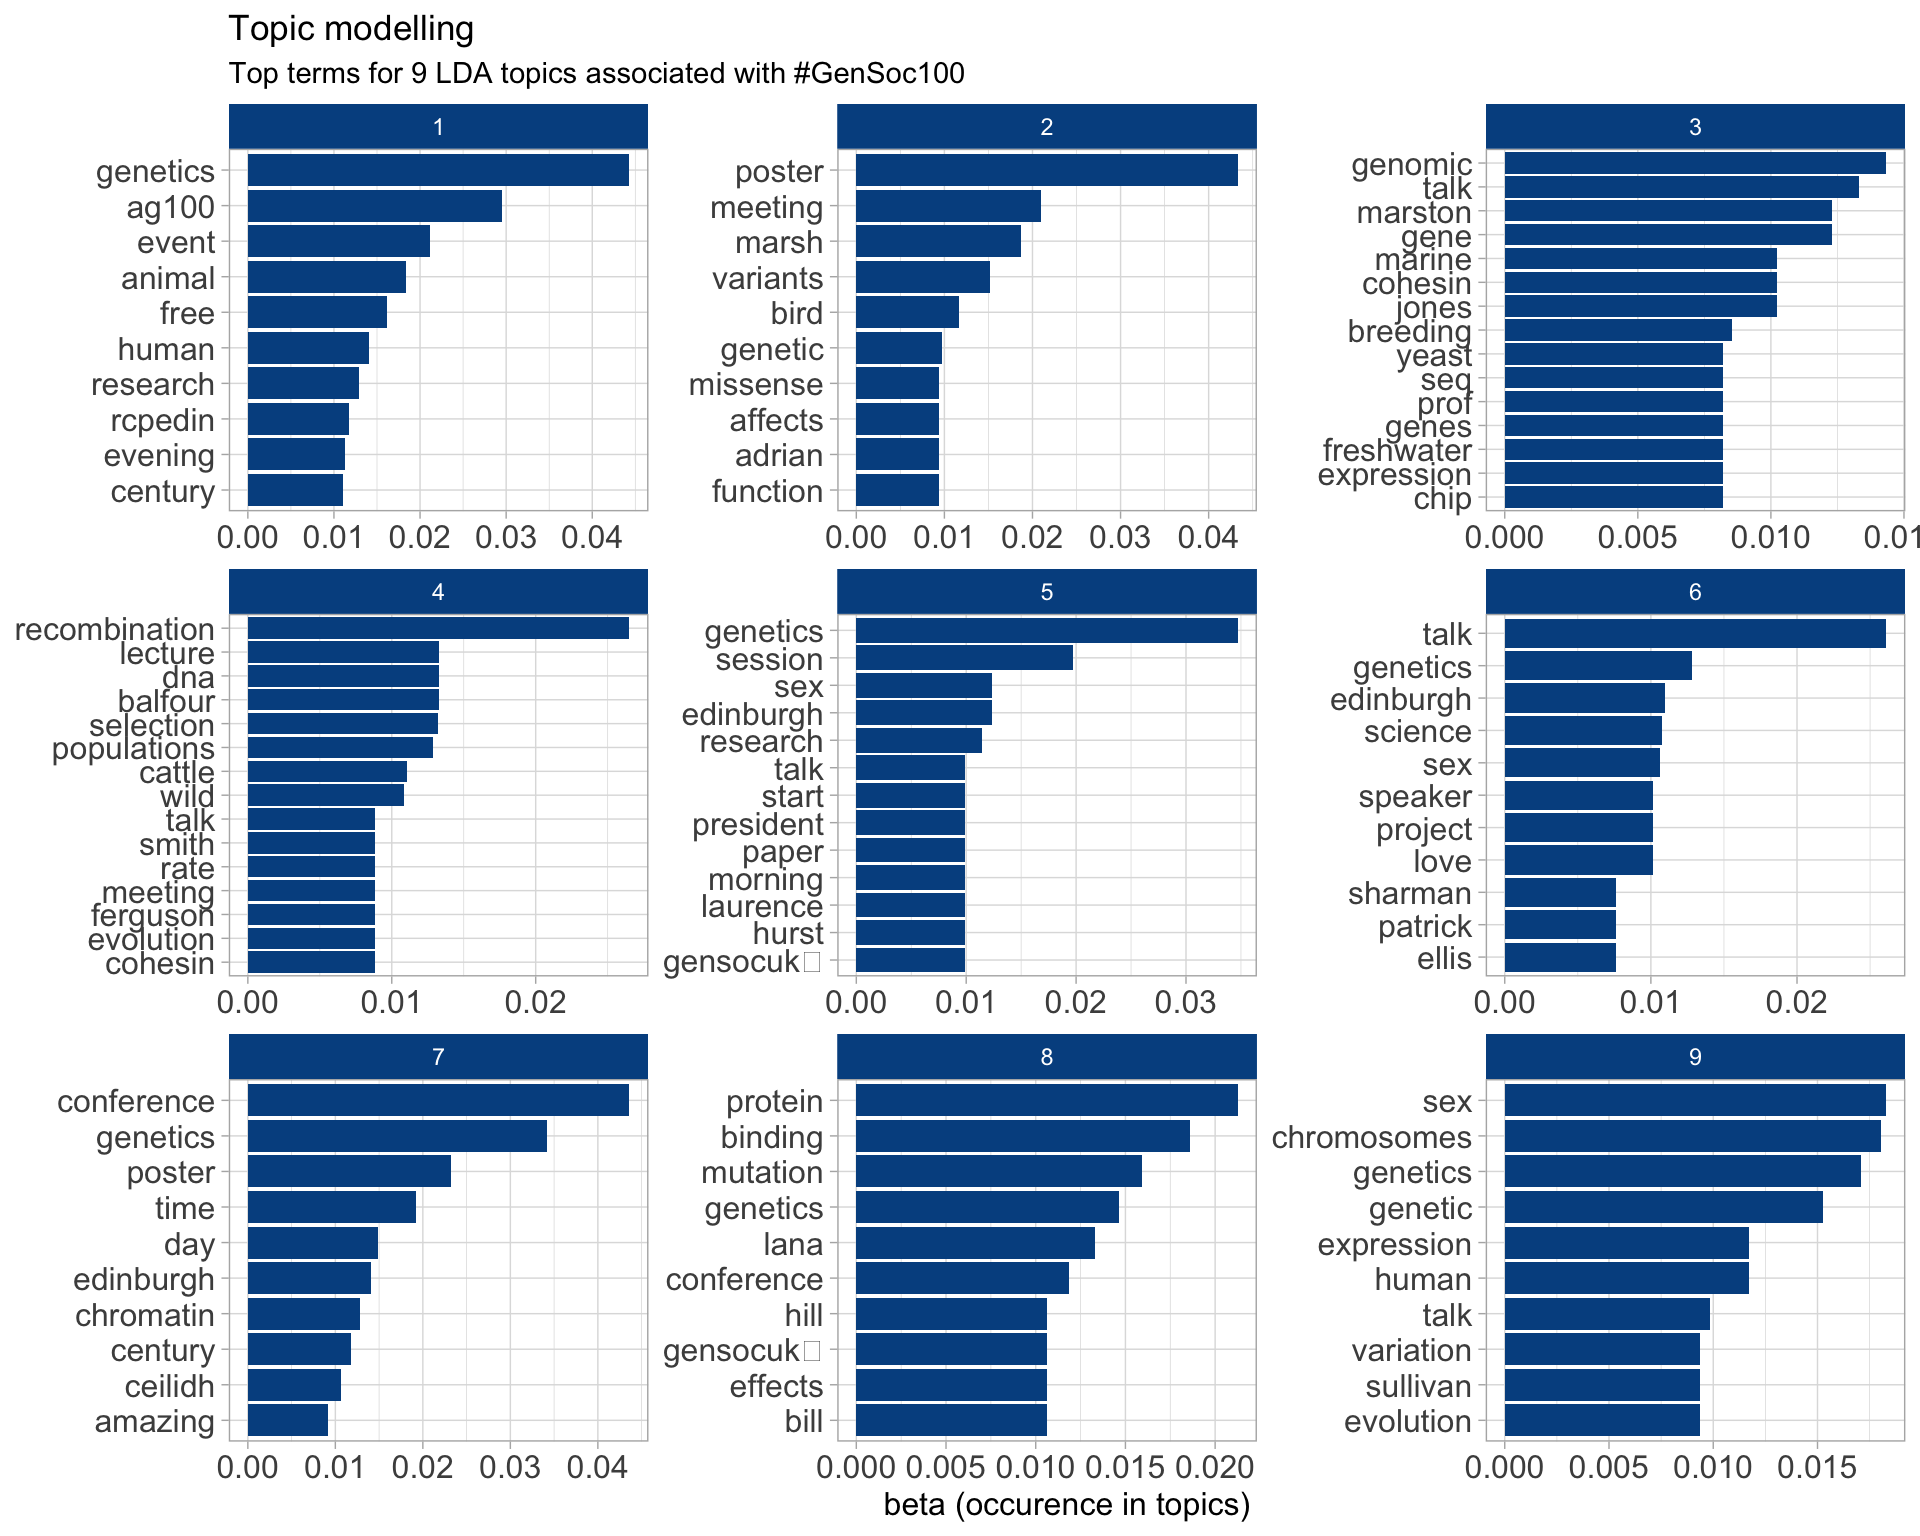 Topic modelling
Top terms for 9 LDA topics associated with #GenSoc100
1
genetics
ag100
event
animal
free
human
research
rcpedin
evening
century
0.00 0.01 0.02 0.03 0.04
2
poster
meeting
marsh
variants
bird
genetic
missense
affects
adrian
function
0.00 0.01 0.02 0.03 0.04
3
genomic
talk
marston
gene
marine
cohesin
jones
breeding
yeast
seq
prof
genes
freshwater
expression
chip
0.000 0.005 0.010 0.01
4
recombination
lecture
dna
balfour
selection
populations
cattle
wild
talk
smith
rate
meeting
ferguson
evolution
cohesin
0.00 0.01 0.02
5
genetics
session
sex
edinburgh
research
talk
start
president
paper
morning
laurence
hurst
gensocuk
0.00 0.01 0.02 0.03
6
talk
genetics
edinburgh
science
sex
speaker
project
love
sharman
patrick
ellis
0.00 0.01 0.02
7
conference
genetics
poster
time
day
edinburgh
chromatin
century
ceilidh
amazing
0.00 0.01 0.02 0.03 0.04
8
protein
binding
mutation
genetics
lana
conference
hill
gensocuk
effects
bill
0.000 0.005 0.010 0.015 0.020
9
sex
chromosomes
genetics
genetic
expression
human
talk
variation
sullivan
evolution
0.000 0.005 0.010 0.015
beta (occurence in topics)